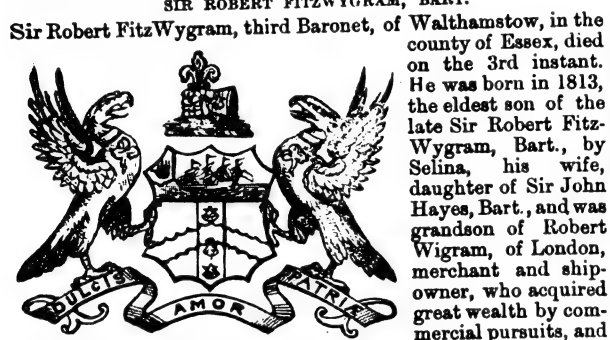 SIR ROBERT FITZWYGRAM, BART.
Sir Robert FitzWygram, third Baronet, of Walthamstow, in the
county of Essex, died
on the 3rd instant.
He was born in 1813,
the eldest son of the
late Sir Robert Fitz-
Wygram, Bart., by
Selina, his wife,
daughter of Sir John
Hayes, Bart., and was
grandson of Robert
Wigram, of London,
merchant and ship-
owner, who acquired
great wealth by com-
mercial pursuits, and
DULCIS AMOR PATRIÆ